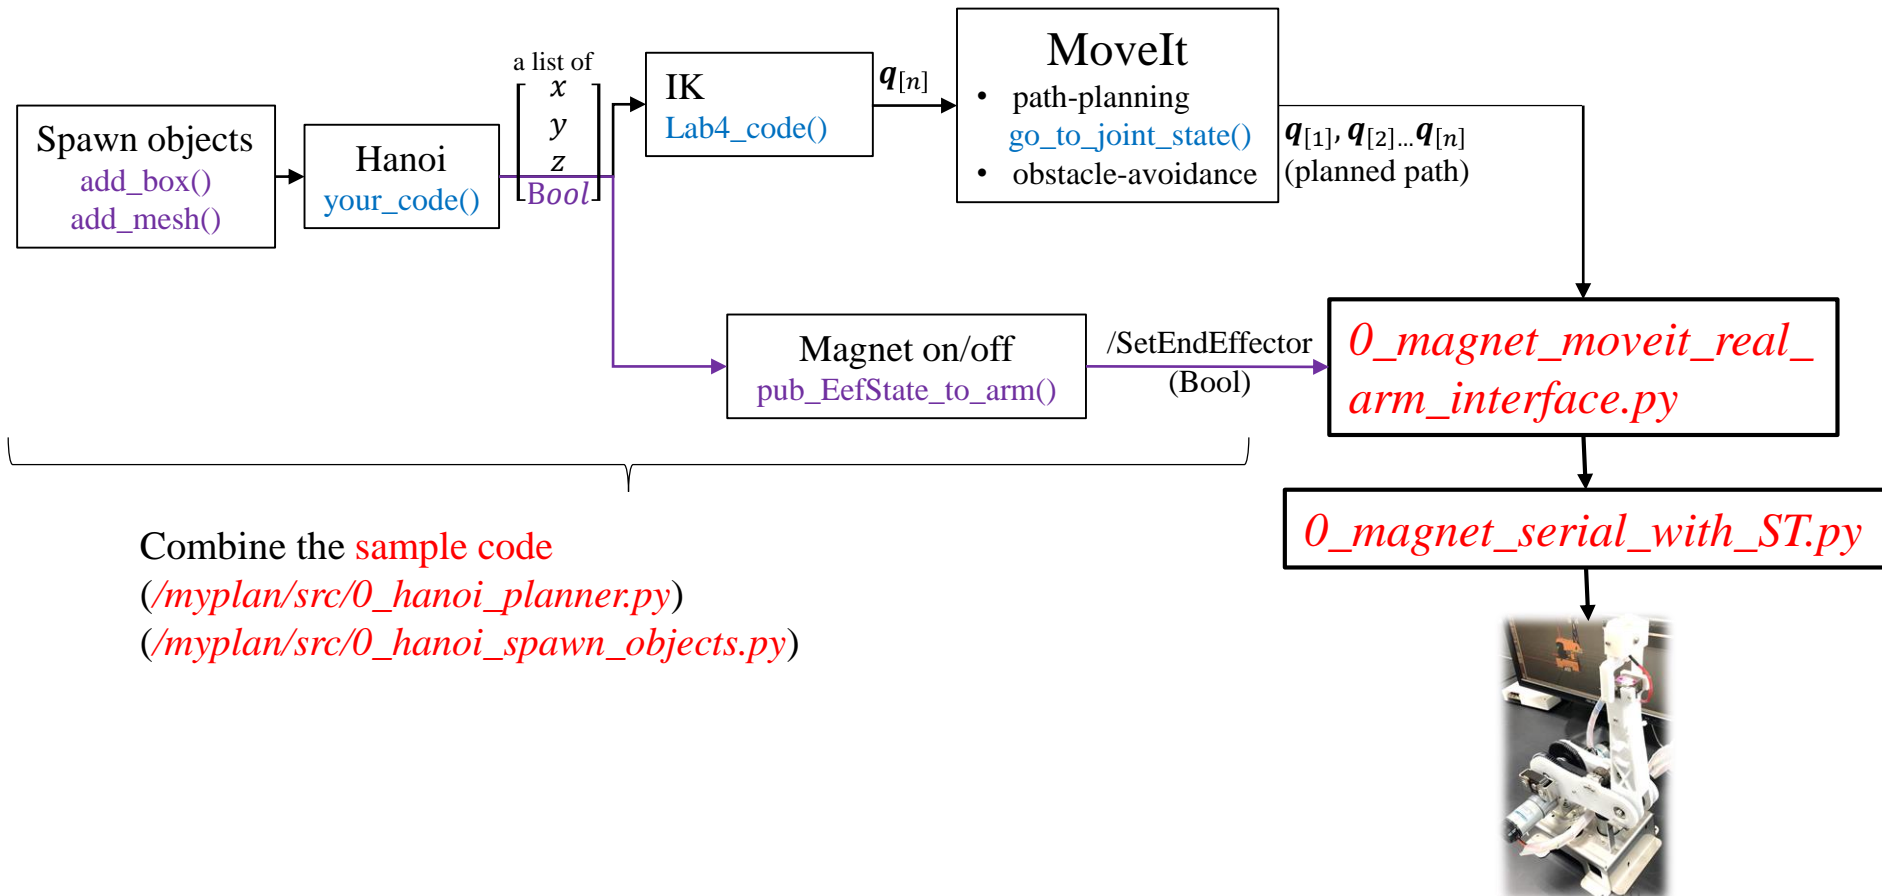 Spawn objects
add_box()
add_mesh()
Hanoi
your_code()
a list of
x
y
z
Bool
IK
Lab4_code()
q[n]
MoveIt
• path-planning
go_to_joint_state()
• obstacle-avoidance
q[1], q[2]...q[n]
(planned path)
Magnet on/off
pub_EefState_to_arm()
/SetEndEffector
(Bool)
0_magnet_moveit_real_
arm_interface.py
0_magnet_serial_with_ST.py
Combine the sample code
(/myplan/src/0_hanoi_planner.py)
(/myplan/src/0_hanoi_spawn_objects.py)